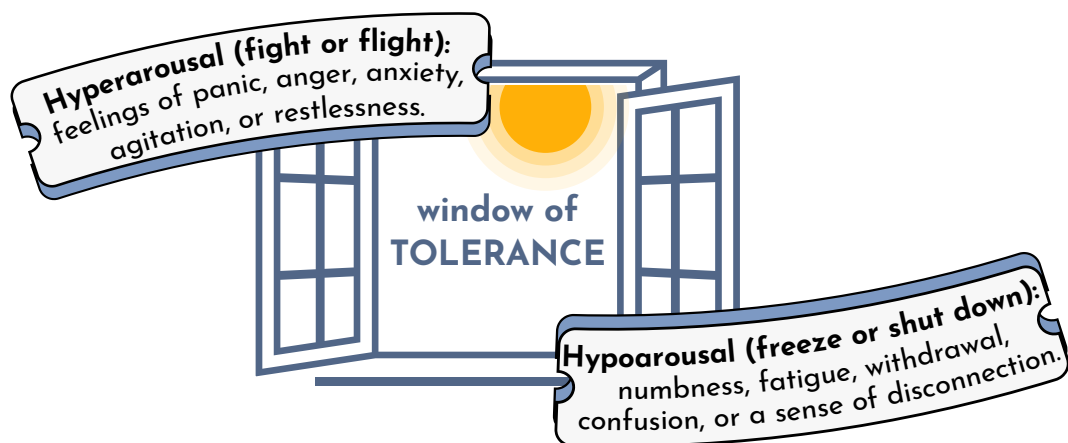 Hyperarousal (fight or flight):
feelings of panic, anger, anxiety,
agitation, or restlessness.
window of
TOLERANCE
Hypoarousal (freeze or shut down):
numbness, fatigue, withdrawal,
confusion, or a sense of disconnection.